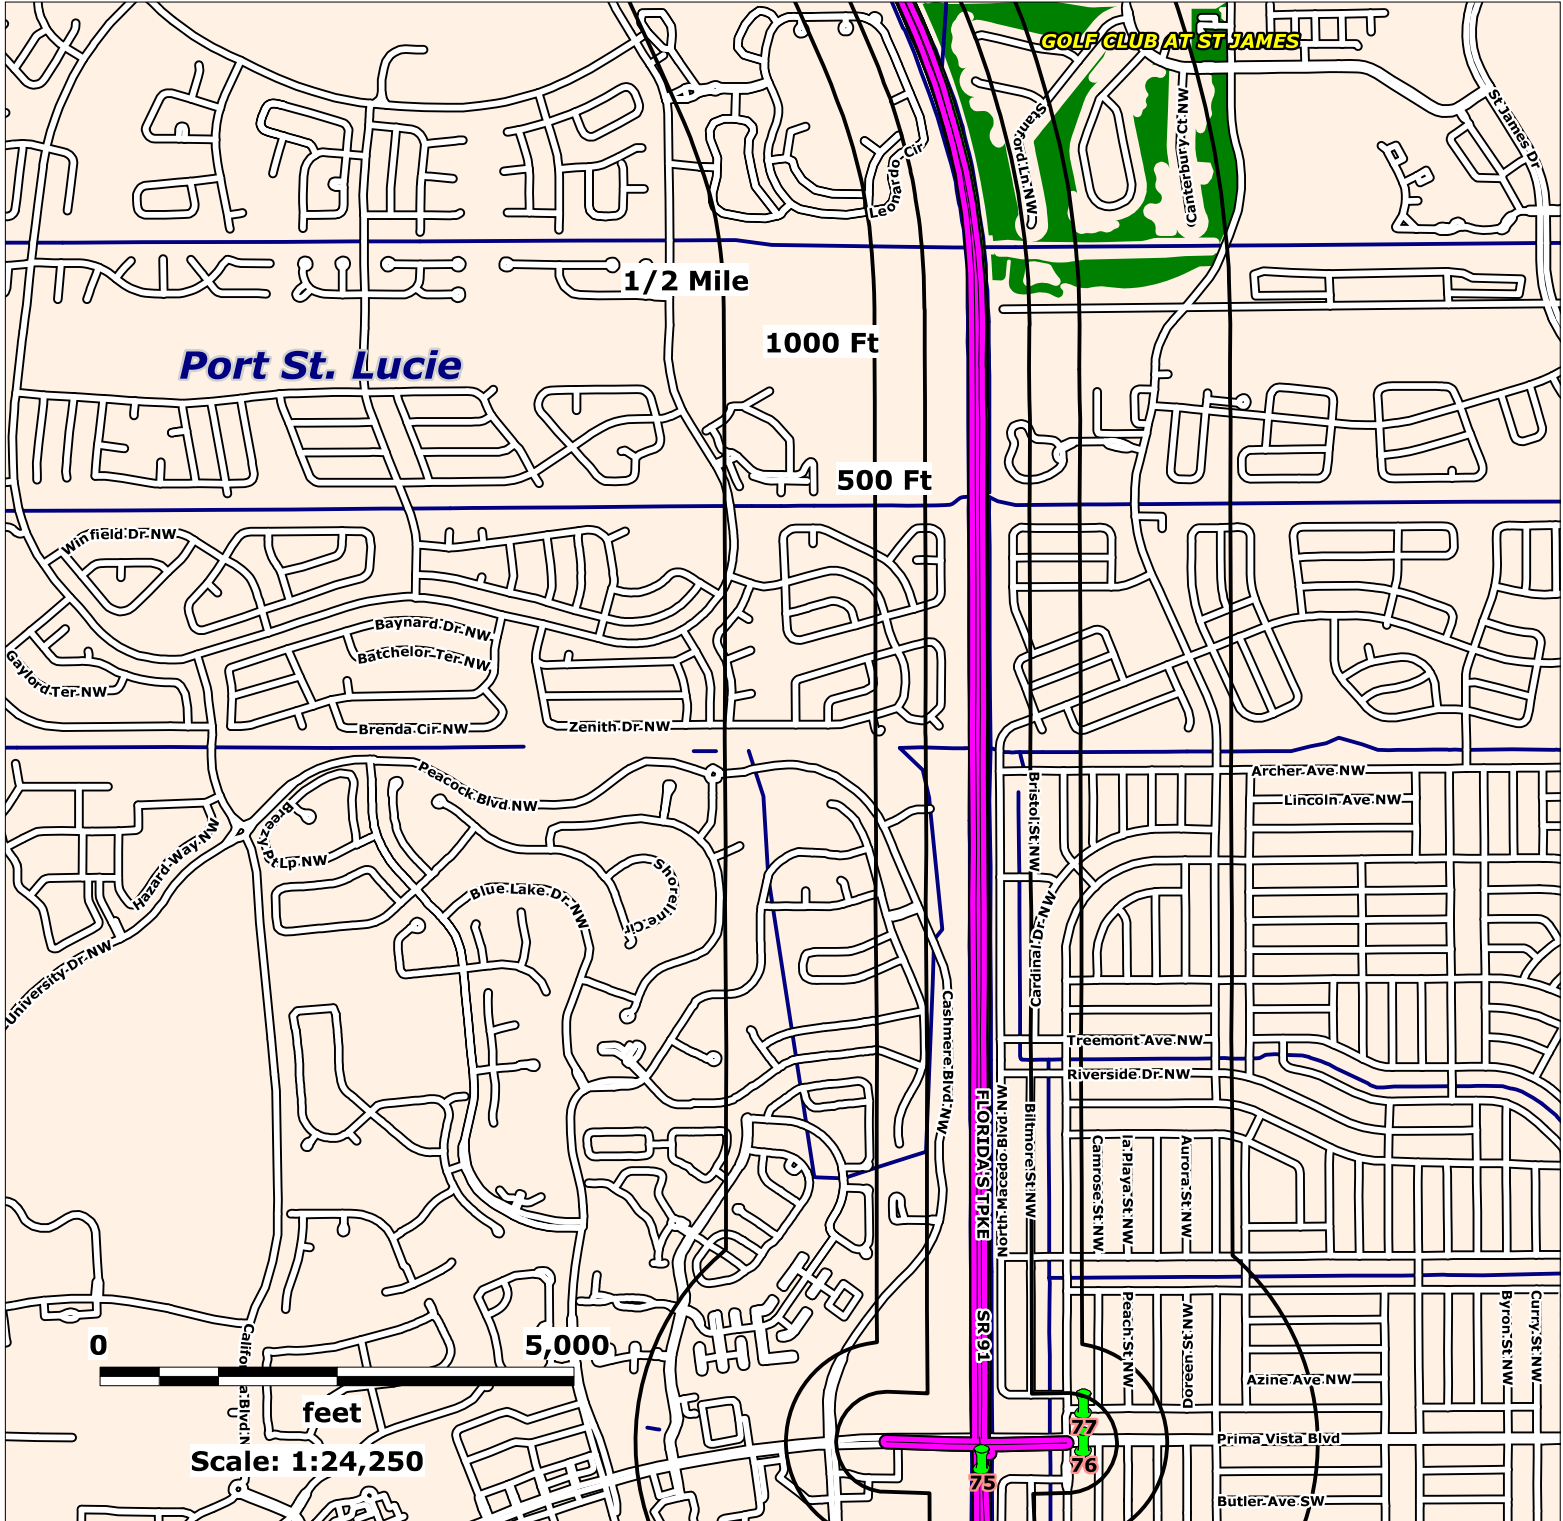 GOLF CLUB AT ST JAMES
St James Dr
Stanford Ln NW
Canterbury Ct NW
Leonardo Cir
1/2 Mile
1000 Ft
Port St. Lucie
500 Ft
Winfield Dr NW
Baynard Dr NW
Batchelor Ter NW
Gaylord Ter NW
Brenda Cir NW
Zenith Dr NW
Peacock Blvd NW
Archer Ave NW
Lincoln Ave NW
Bristol St NW
Breezy Pt Lp NW
Hazard Way NW
Shoreline Cir
Blue Lake Dr NW
Cardinal Dr NW
University Dr NW
Cashmere Blvd NW
Treemont Ave NW
Riverside Dr NW
FLORIDA'S TPKE
North Macedo Blvd NW
Biltmore St NW
Camrose St NW
la Playa St NW
Aurora St NW
SR 91
Peach St NW
Doreen St NW
Byron St NW
Curry St NW
0
5,000
feet
Scale: 1:24,250
Azine Ave NW
77
Prima Vista Blvd
76
75
Butler Ave SW